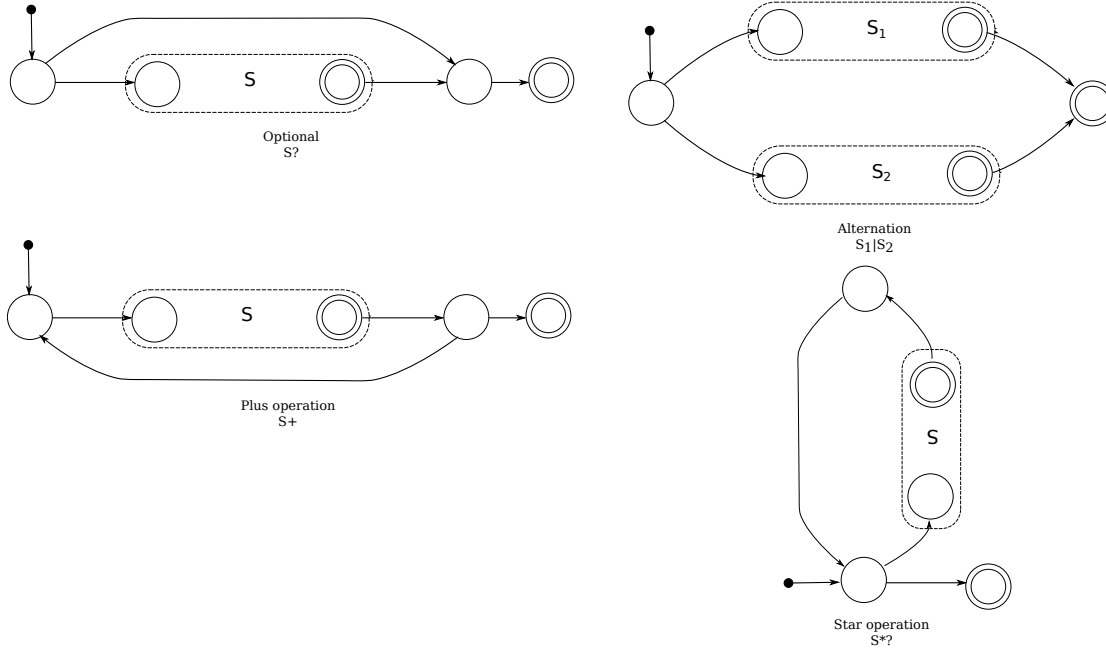 S
Optional
S?
S₁
S₂
Alternation
S₁|S₂
S
Plus operation
S+
S
Star operation
S*?